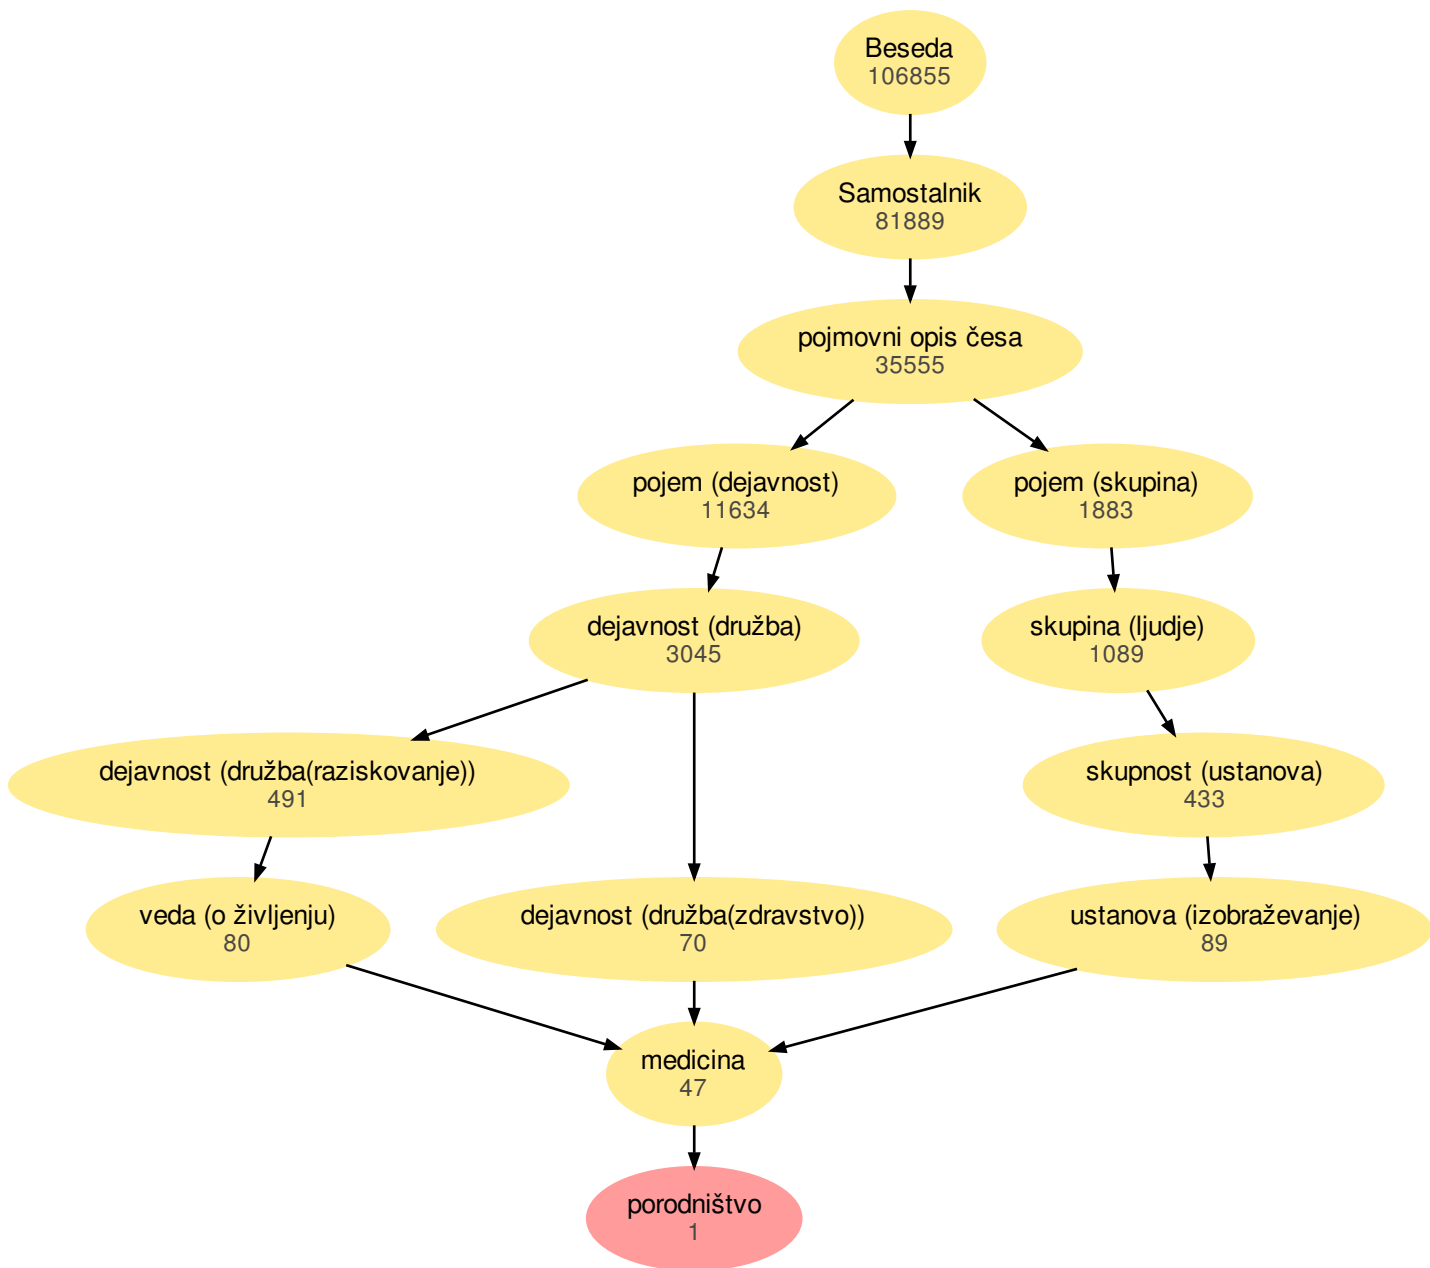 Beseda
106855
Samostalnik
81889
pojmovni opis česa
35555
pojem (dejavnost)
11634
pojem (skupina)
1883
dejavnost (družba)
3045
skupina (ljudje)
1089
dejavnost (družba(raziskovanje))
491
skupnost (ustanova)
433
veda (o življenju)
80
dejavnost (družba(zdravstvo))
70
ustanova (izobraževanje)
89
medicina
47
porodništvo
1